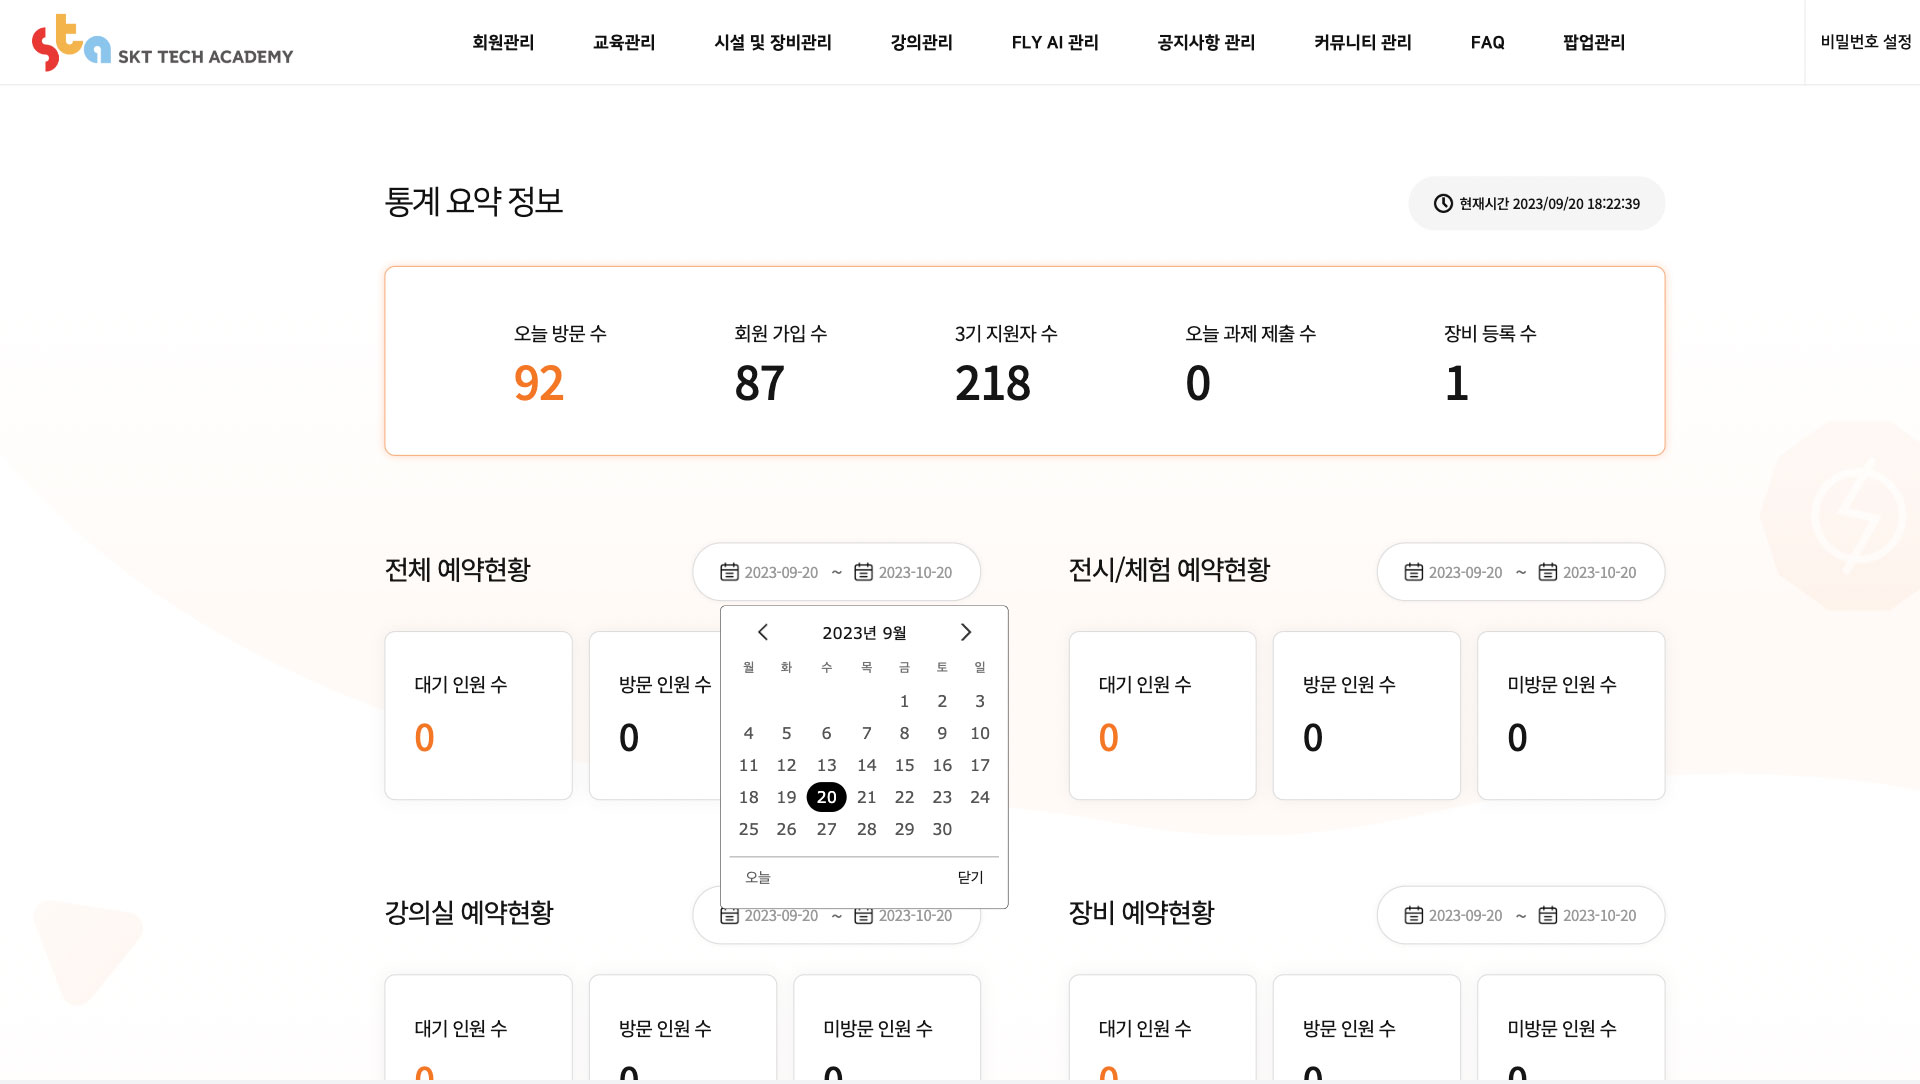 sta SKT TECH ACADEMY
회원관리 교육관리 시설 및 장비관리 강의관리 FLY AI 관리 공지사항 관리 커뮤니티 관리 FAQ 팝업관리 비밀번호 설정
통계 요약 정보
현재시간 2023/09/20 18:22:39
오늘 방문 수 회원 가입 수 3기 지원자 수 오늘 과제 제출 수 장비 등록 수
92 87 218 0 1
전체 예약현황 2023-09-20 ~ 2023-10-20
대기 인원 수 방문 인원 수
0 0
2023년 9월
월 화 수 목 금 토 일
1 2 3
4 5 6 7 8 9 10
11 12 13 14 15 16 17
18 19 20 21 22 23 24
25 26 27 28 29 30
오늘 닫기
전시/체험 예약현황 2023-09-20 ~ 2023-10-20
대기 인원 수 방문 인원 수 미방문 인원 수
0 0 0
강의실 예약현황 2023-09-20 ~ 2023-10-20
대기 인원 수 방문 인원 수 미방문 인원 수
0 0 0
장비 예약현황 2023-09-20 ~ 2023-10-20
대기 인원 수 방문 인원 수 미방문 인원 수
0 0 0